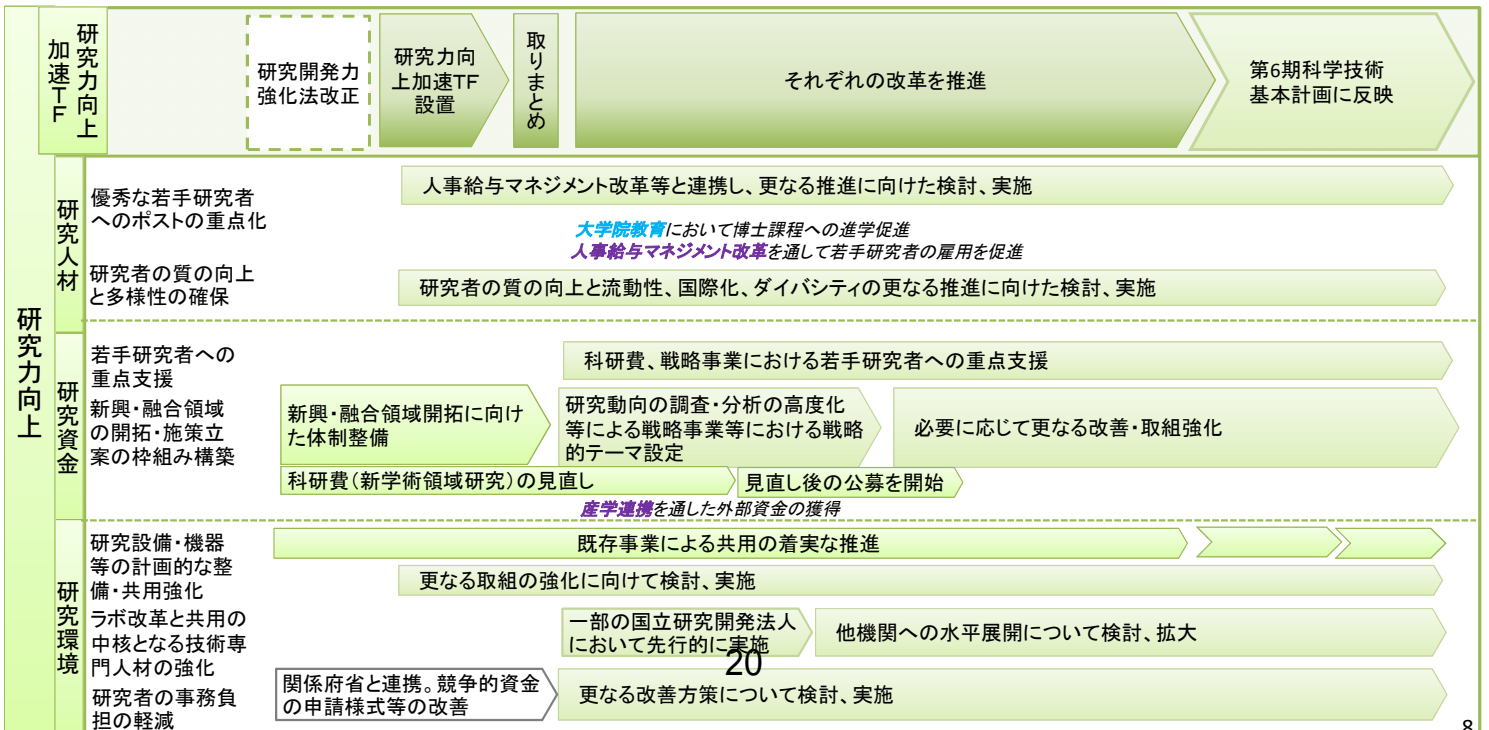 研究力向上
研究力向上
加速TF
研究開発力
強化法改正
研究力向
上加速TF
設置
取りまとめ
それぞれの改革を推進
第6期科学技術
基本計画に反映
研究人材
優秀な若手研究者
へのポストの重点化
人事給与マネジメント改革等と連携し、更なる推進に向けた検討、実施
大学院教育において博士課程への進学促進
人事給与マネジメント改革を通して若手研究者の雇用を促進
研究者の質の向上
と多様性の確保
研究者の質の向上と流動性、国際化、ダイバシティの更なる推進に向けた検討、実施
研究資金
若手研究者への
重点支援
科研費、戦略事業における若手研究者への重点支援
新興・融合領域
の開拓・施策立
案の枠組み構築
新興・融合領域開拓に向け
た体制整備
研究動向の調査・分析の高度化
等による戦略事業等における戦略
的テーマ設定
必要に応じて更なる改善・取組強化
科研費(新学術領域研究)の見直し
見直し後の公募を開始
産学連携を通した外部資金の獲得
研究環境
研究設備・機器
等の計画的な整
備・共用強化
既存事業による共用の着実な推進
更なる取組の強化に向けて検討、実施
ラボ改革と共用の
中核となる技術専
門人材の強化
一部の国立研究開発法人
において先行的に実施
他機関への水平展開について検討、拡大
20
研究者の事務負
担の軽減
関係府省と連携。競争的資金
の申請様式等の改善
更なる改善方策について検討、実施
8